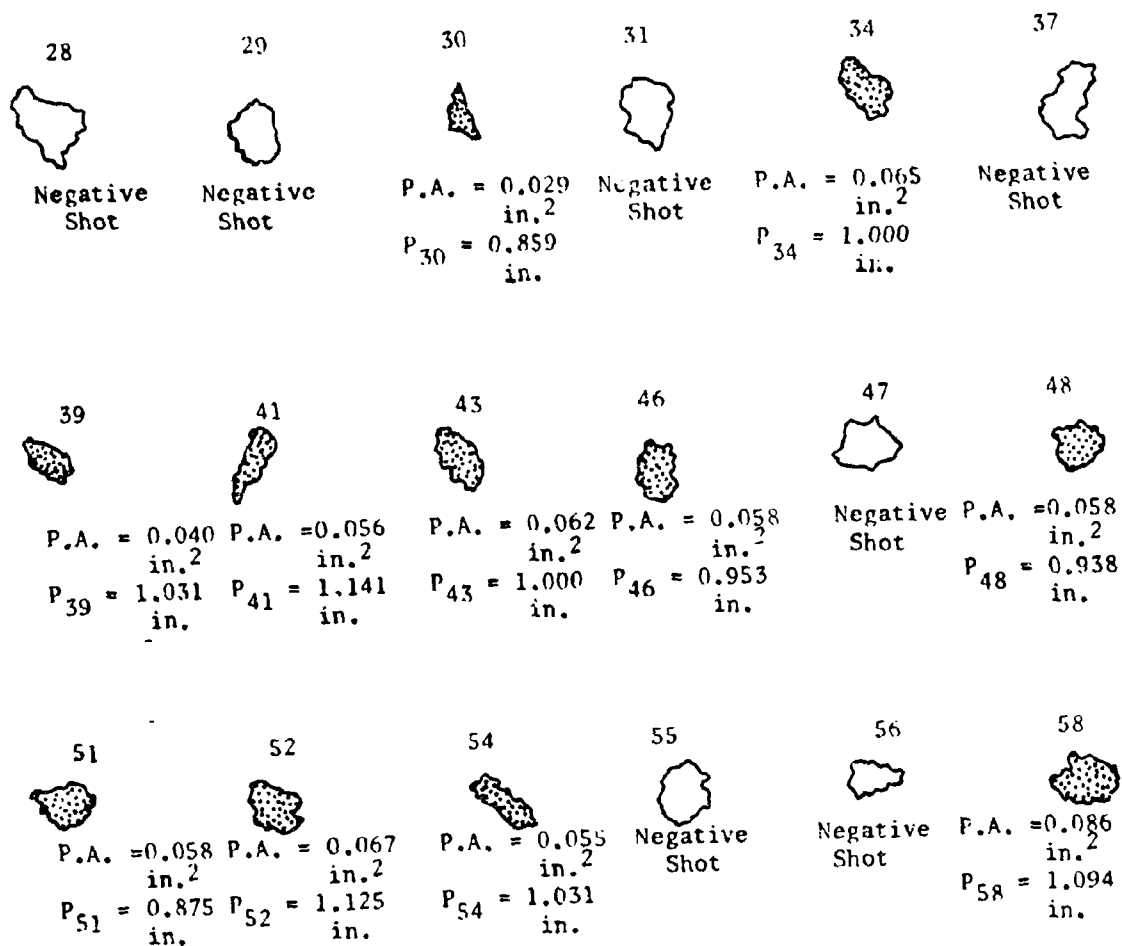 28 29 30 31 34 37
Negative Shot
Negative Shot
P.A. = 0.029 in.²
P₃₀ = 0.859 in.
Negative Shot
P.A. = 0.065 in.²
P₃₄ = 1.000 in.
Negative Shot
39 41 43 46 47 48
P.A. = 0.040 in.²
P₃₉ = 1.031 in.
P.A. =0.056 in.²
P₄₁ = 1.141 in.
P.A. = 0.062 in.²
P₄₃ = 1.000 in.
P.A. = 0.058 in.²
P₄₆ = 0.953 in.
Negative Shot
P.A. =0.058 in.²
P₄₈ = 0.938 in.
51 52 54 55 56 58
P.A. =0.058 in.²
P₅₁ = 0.875 in.
P.A. = 0.067 in.²
P₅₂ = 1.125 in.
P.A. = 0.055 in.²
P₅₄ = 1.031 in.
Negative Shot
Negative Shot
P.A. =0.086 in.²
P₅₈ = 1.094 in.